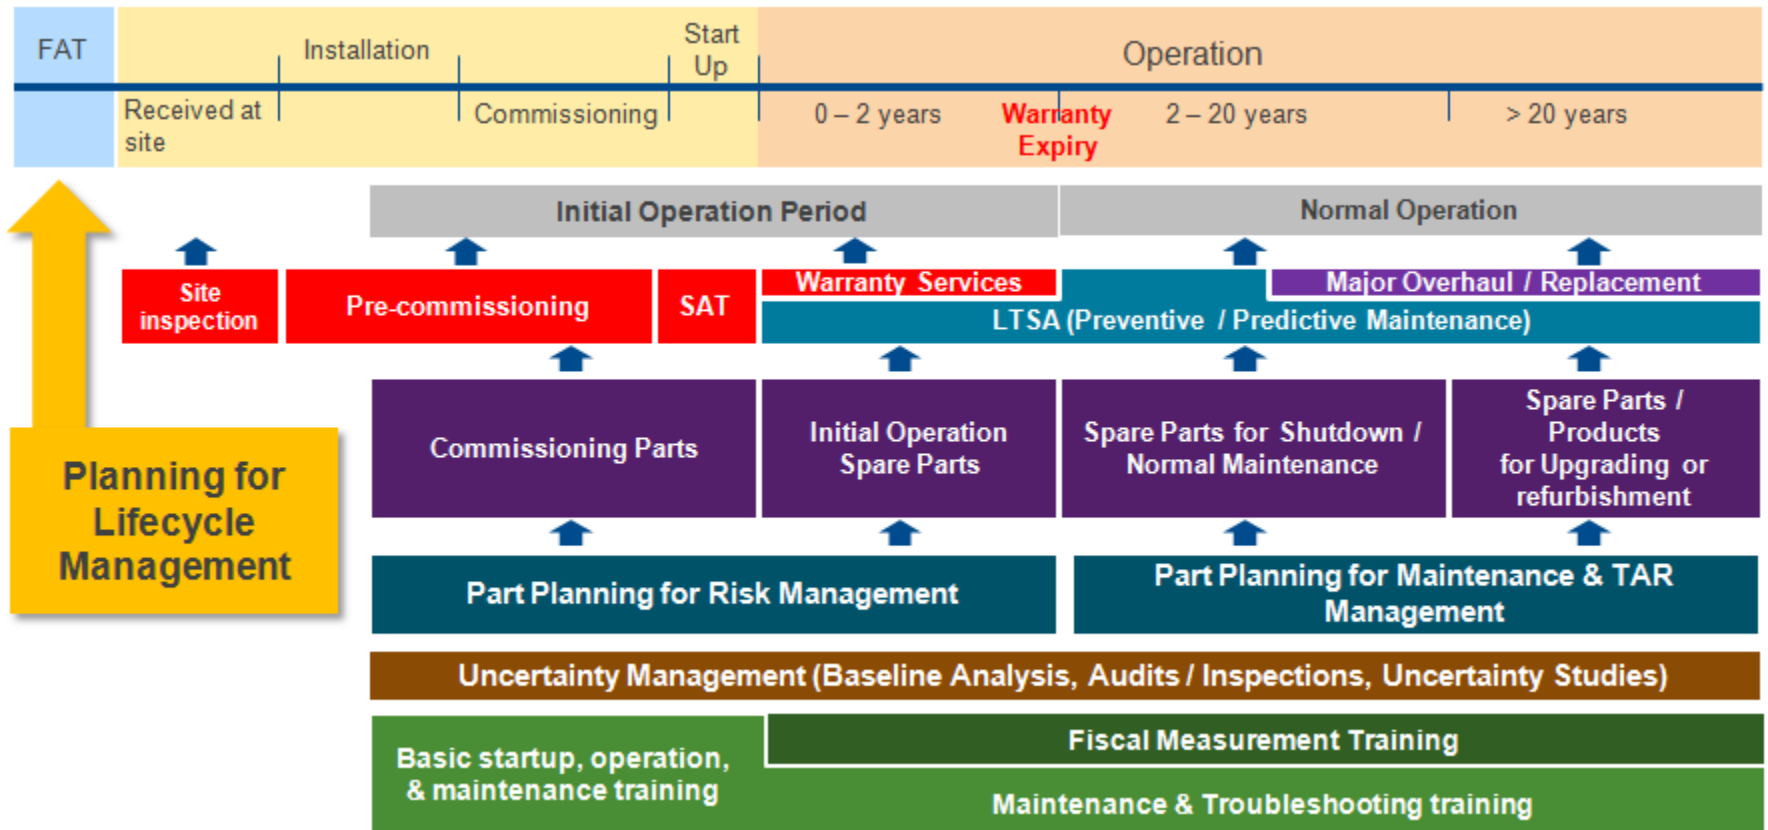 FAT
Installation
Start
Up
Operation
Received at
site
Commissioning
0 – 2 years
Warranty
Expiry
2 – 20 years
> 20 years
Initial Operation Period
Normal Operation
Site
inspection
Pre-commissioning
SAT
Warranty Services
Major Overhaul / Replacement
LTSA (Preventive / Predictive Maintenance)
Planning for
Lifecycle
Management
Commissioning Parts
Initial Operation
Spare Parts
Spare Parts for Shutdown /
Normal Maintenance
Spare Parts /
Products
for Upgrading or
refurbishment
Part Planning for Risk Management
Part Planning for Maintenance & TAR
Management
Uncertainty Management (Baseline Analysis, Audits / Inspections, Uncertainty Studies)
Basic startup, operation,
& maintenance training
Fiscal Measurement Training
Maintenance & Troubleshooting training